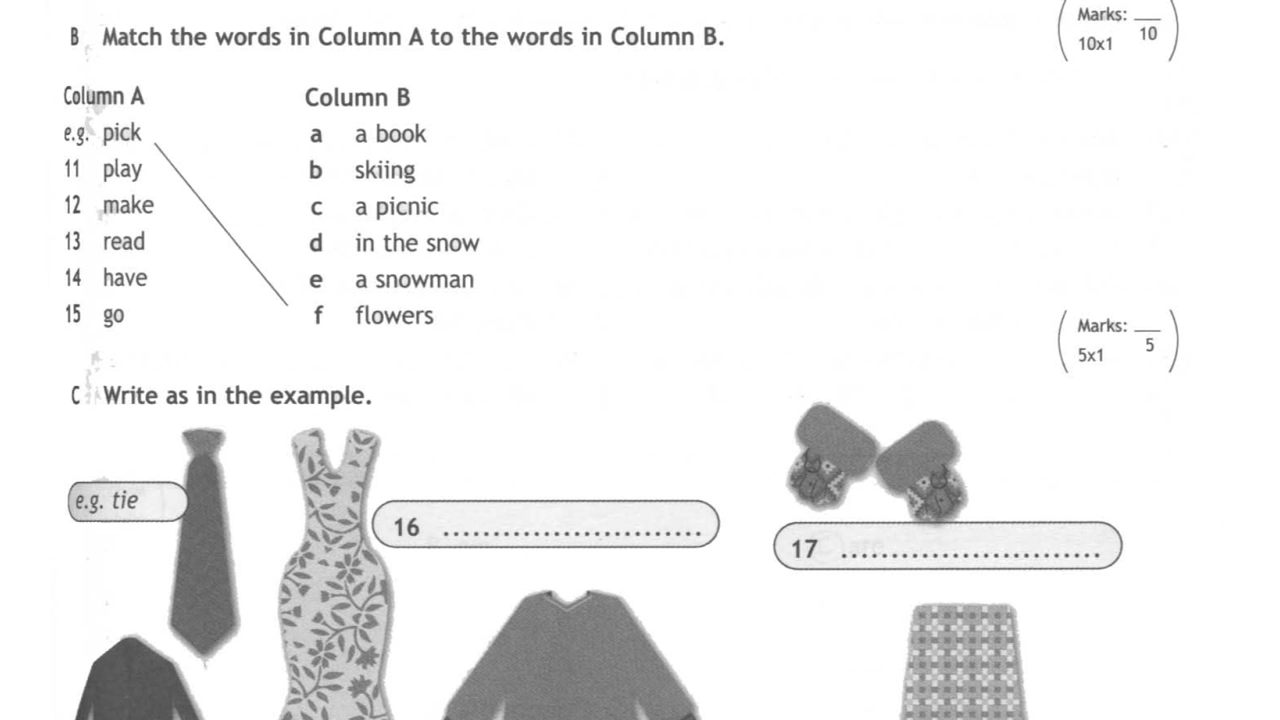 B Match the words in Column A to the words in Column B.
Marks: __
10x1 10
Column A Column B
e.g. pick a a book
11 play b skiing
12 make c a picnic
13 read d in the snow
14 have e a snowman
15 go f flowers
Marks: __
5x1 5
C Write as in the example.
e.g. tie
16 ..........................
17 ..........................